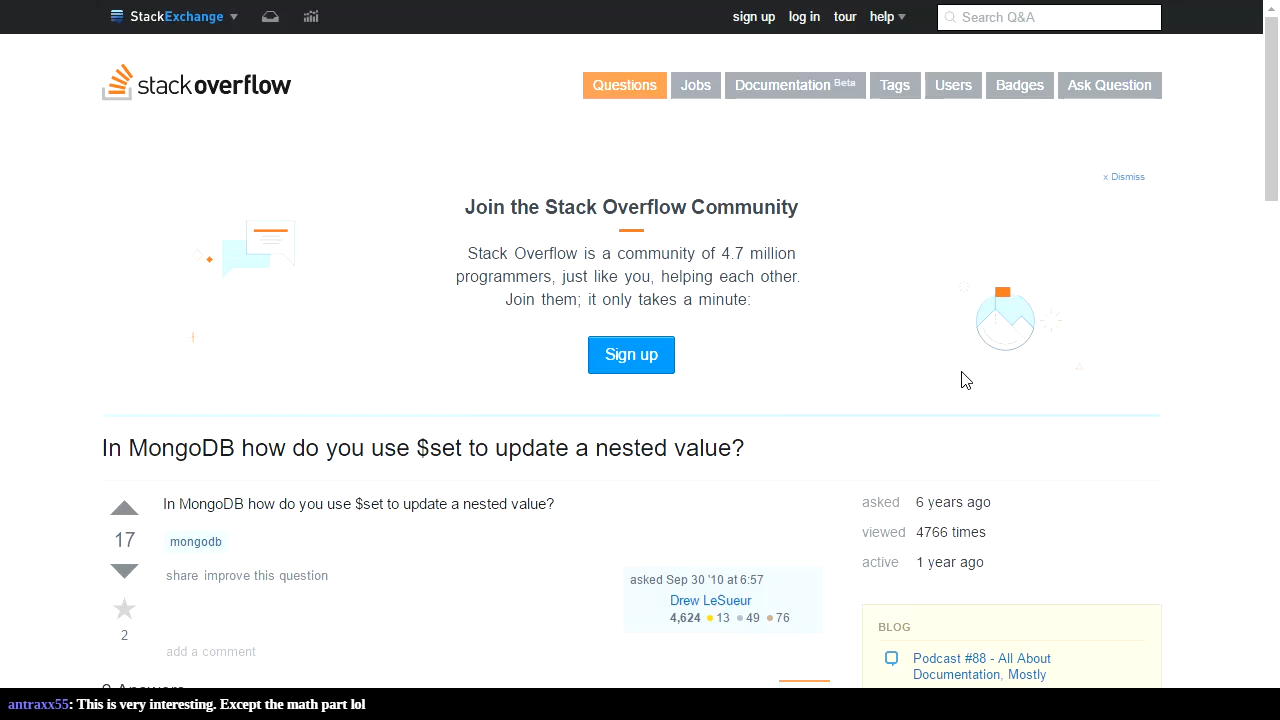 StackExchange
sign up log in tour help
Search Q&A
stackoverflow
Questions Jobs Documentation Beta Tags Users Badges Ask Question
x Dismiss
Join the Stack Overflow Community
Stack Overflow is a community of 4.7 million
programmers, just like you, helping each other.
Join them; it only takes a minute:
Sign up
In MongoDB how do you use $set to update a nested value?
17
In MongoDB how do you use $set to update a nested value?
mongodb
share improve this question
2
asked Sep 30 '10 at 6:57
Drew LeSueur
4,624 13 49 76
add a comment
asked 6 years ago
viewed 4766 times
active 1 year ago
BLOG
Podcast #88 - All About
Documentation, Mostly
Answers
antraxx55: This is very interesting. Except the math part lol